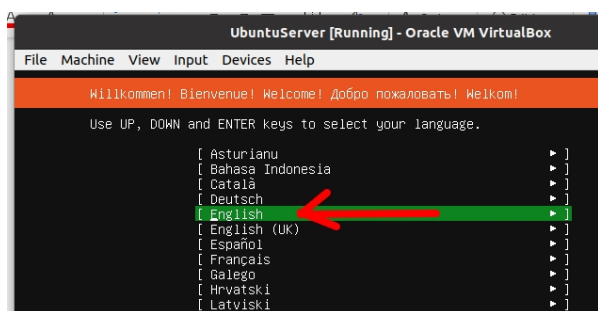 UbuntuServer [Running] - Oracle VM VirtualBox
File Machine View Input Devices Help
Willkommen! Bienvenue! Welcome! Добро пожаловать! Welkom!
Use UP, DOWN and ENTER keys to select your language.
[ Asturianu ► ]
[ Bahasa Indonesia ► ]
[ Català ► ]
[ Deutsch ► ]
[ English ► ]
[ English (UK) ► ]
[ Español ► ]
[ Français ► ]
[ Galego ► ]
[ Hrvatski ► ]
[ Latviski ► ]